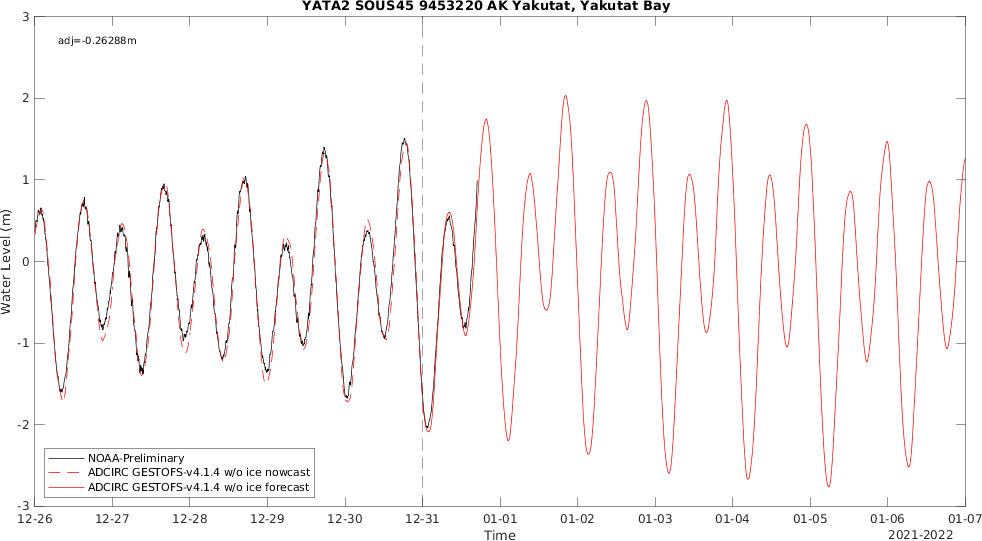 YATA2 SOUS45 9453220 AK Yakutat, Yakutat Bay
adj=-0.26288m
3
2
1
0
-1
-2
-3
Water Level (m)
NOAA-Preliminary
ADCIRC GESTOFS-v4.1.4 w/o ice nowcast
ADCIRC GESTOFS-v4.1.4 w/o ice forecast
12-26 12-27 12-28 12-29 12-30 12-31 01-01 01-02 01-03 01-04 01-05 01-06 01-07
Time
2021-2022